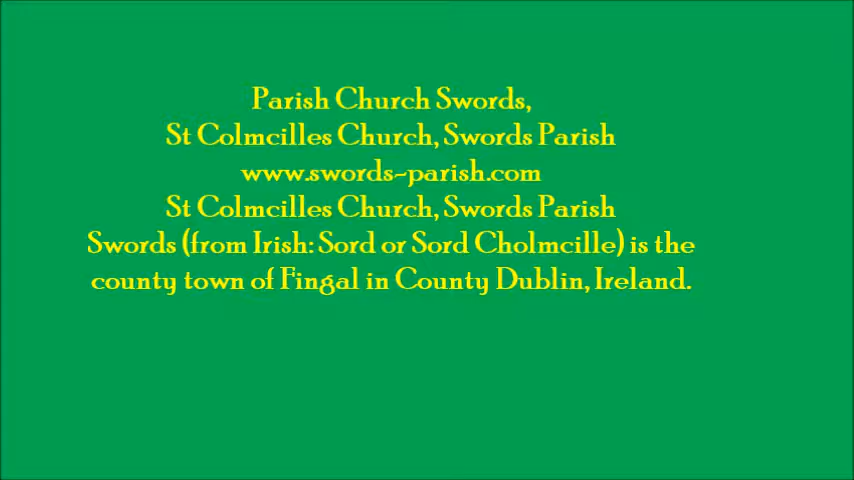 Parish Church Swords,
St Colmcilles Church, Swords Parish
www.swords-parish.com
St Colmcilles Church, Swords Parish
Swords (from Irish: Sord or Sord Cholmcille) is the
county town of Fingal in County Dublin, Ireland.